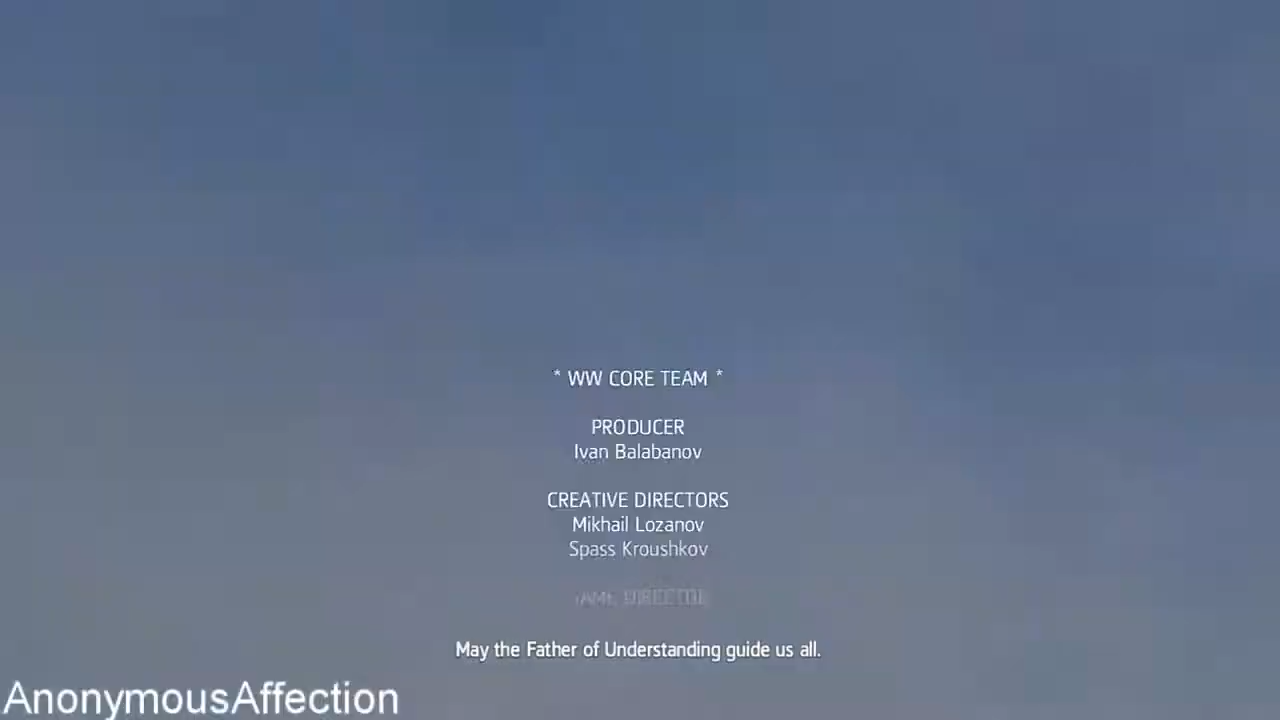 * WW CORE TEAM *
PRODUCER
Ivan Balabanov
CREATIVE DIRECTORS
Mikhail Lozanov
Spass Kroushkov
DIRECTOR
May the Father of Understanding guide us all.
AnonymousAffection